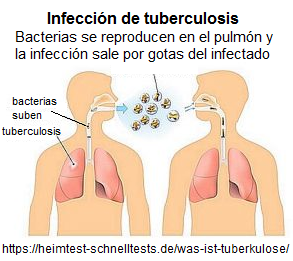 Infección de tuberculosis
Bacterias se reproducen en el pulmón y
la infección sale por gotas del infectado
bacterias
suben
tuberculosis
https://heimtest-schnelltests.de/was-ist-tuberkulose/